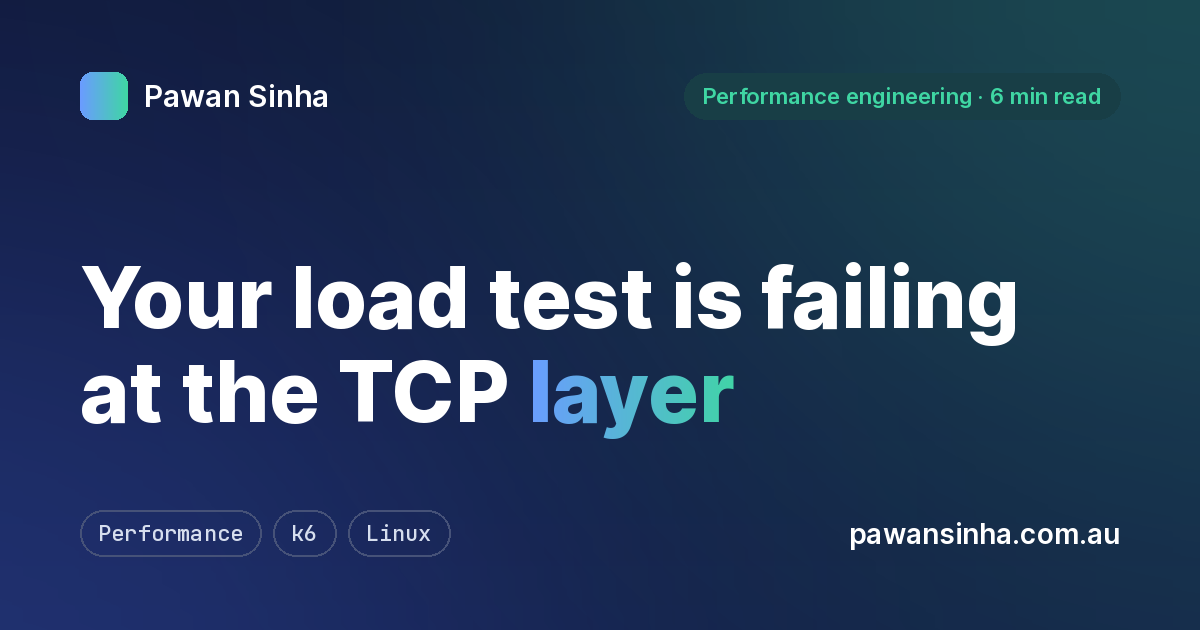 Pawan Sinha
Performance engineering · 6 min read
Your load test is failing
at the TCP layer
Performance
k6
Linux
pawansinha.com.au